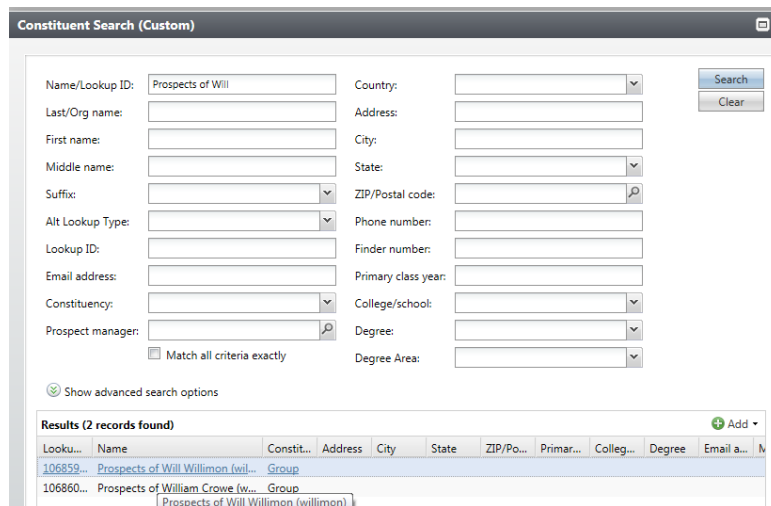 Constituent Search (Custom)
Name/Lookup ID: Prospects of Will Country: Search
Last/Org name: Address: Clear
First name: City:
Middle name: State:
Suffix: ZIP/Postal code:
Alt Lookup Type: Phone number:
Lookup ID: Finder number:
Email address: Primary class year:
Constituency: College/school:
Prospect manager: Degree:
Match all criteria exactly Degree Area:
Show advanced search options
Results (2 records found) Add
Looku... Name Constit... Address City State ZIP/Po... Primar... Colleg... Degree Email a... M
106859... Prospects of Will Willimon (wil... Group
106860... Prospects of William Crowe (w... Group
Prospects of Will Willimon (willimon)